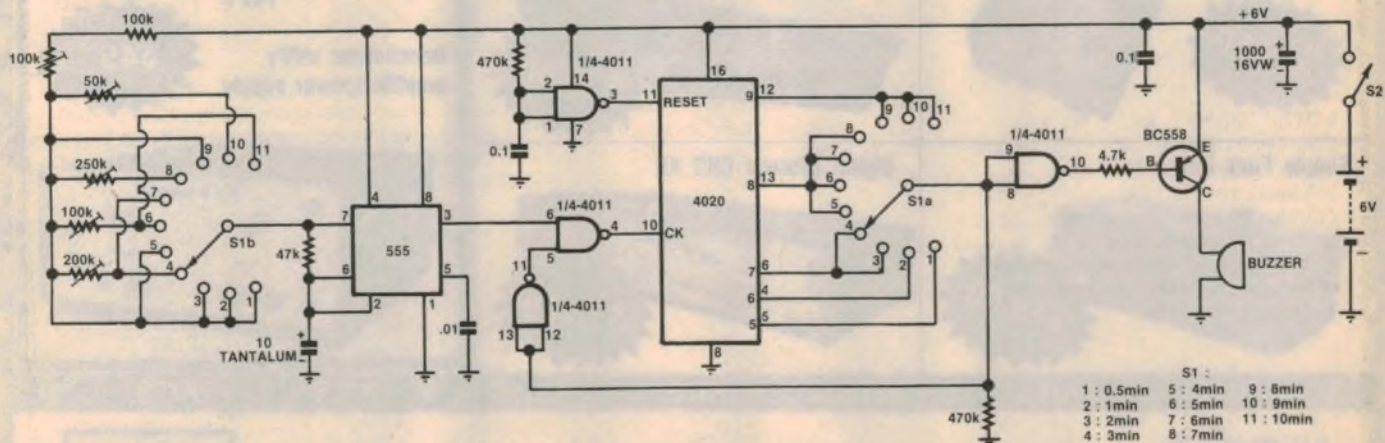 100k
100k
50k
250k
100k
200k
11
10
9
8
7
6
5
4
3
2
1
S1b
47k
10
TANTALUM
4
8
7
3
555
6
5
2
1
.01
470k
0.1
1/4-4011
14
2
3
1
7
1/4-4011
6
4
5
11
1/4-4011
13
12
16
11
RESET
9
12
8
13
4020
10
CK
7
6
6
4
5
5
8
9
10
11
8
7
6
5
4
S1a
3
2
1
470k
1/4-4011
9
10
8
4.7k
0.1
BC558
B
E
C
BUZZER
+6V
1000
16VW
S2
6V
S1 :
1 : 0.5min 5 : 4min 9 : 8min
2 : 1min 6 : 5min 10 : 9min
3 : 2min 7 : 6min 11 : 10min
4 : 3min 8 : 7min